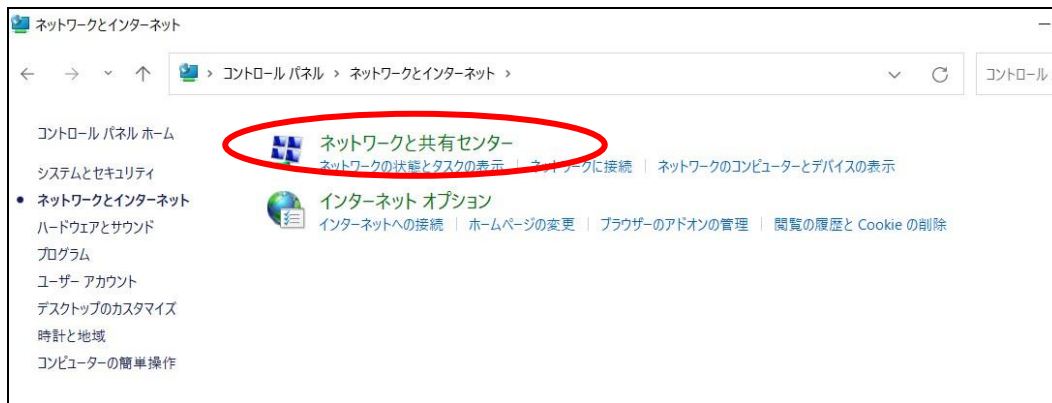 ネットワークとインターネット
コントロール パネル › ネットワークとインターネット ›
コントロール
コントロール パネル ホーム
システムとセキュリティ
ネットワークとインターネット
ハードウェアとサウンド
プログラム
ユーザー アカウント
デスクトップのカスタマイズ
時計と地域
コンピューターの簡単操作
ネットワークと共有センター
ネットワークの状態とタスクの表示 | ネットワークに接続 | ネットワークのコンピューターとデバイスの表示
インターネット オプション
インターネットへの接続 | ホームページの変更 | ブラウザーのアドオンの管理 | 閲覧の履歴と Cookie の削除